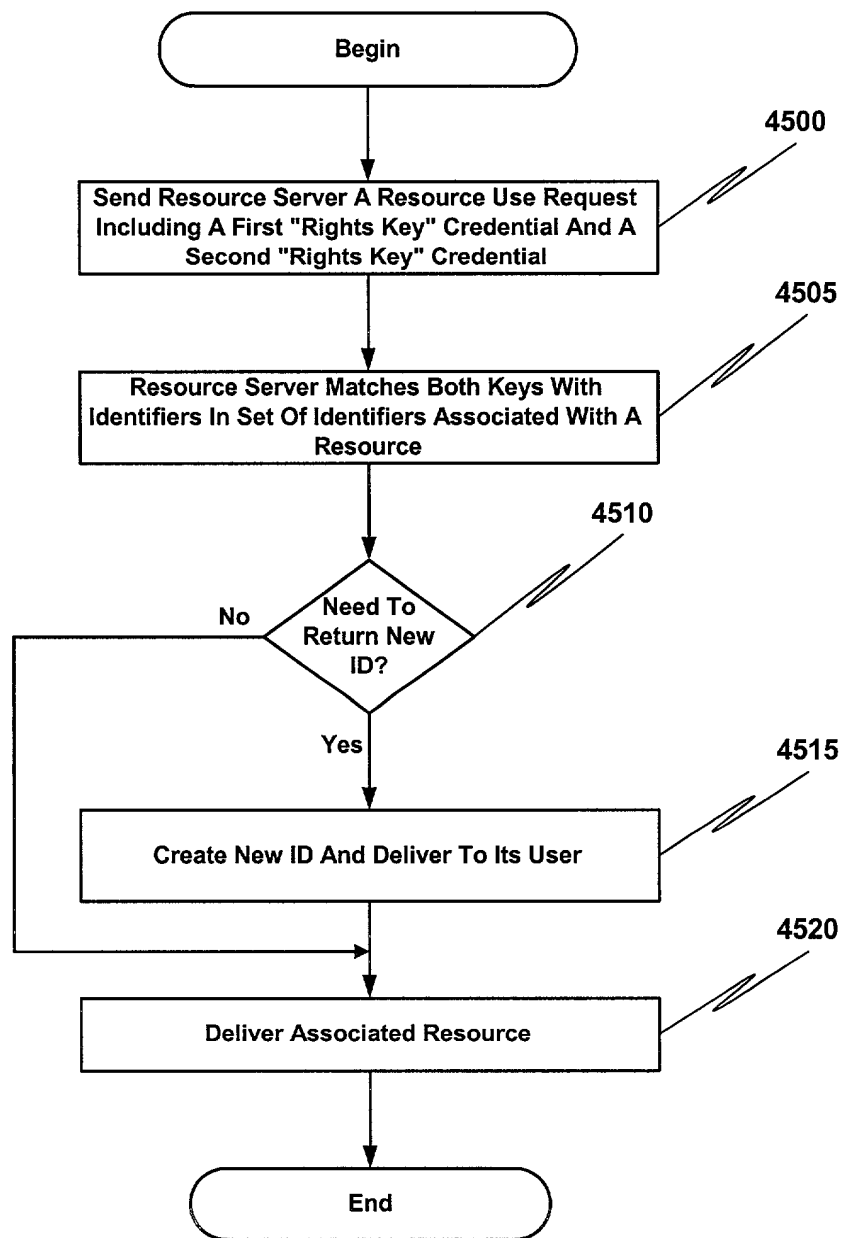 Begin
4500
Send Resource Server A Resource Use Request
Including A First "Rights Key" Credential And A
Second "Rights Key" Credential
4505
Resource Server Matches Both Keys With
Identifiers In Set Of Identifiers Associated With A
Resource
4510
No
Need To
Return New
ID?
Yes
4515
Create New ID And Deliver To Its User
4520
Deliver Associated Resource
End